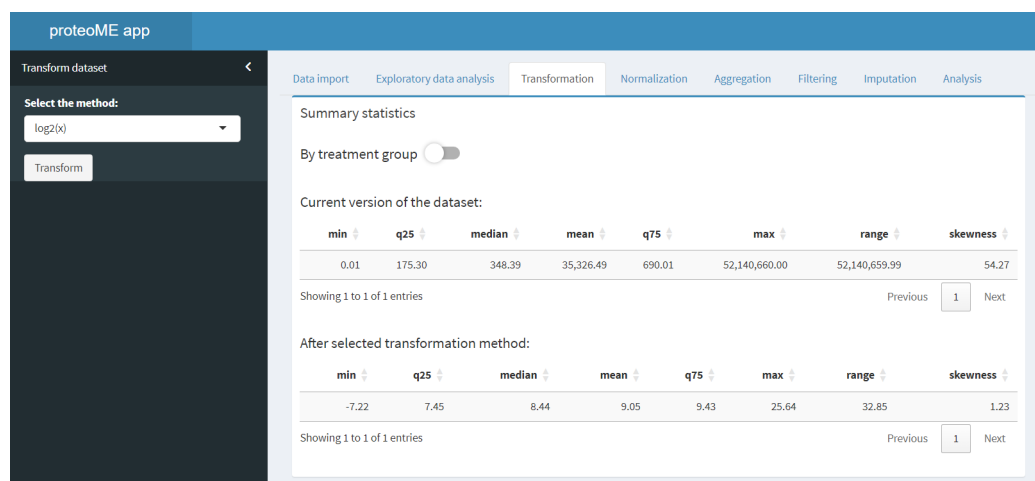 proteoME app
Transform dataset
Select the method:
log2(x)
Transform
Data import Exploratory data analysis Transformation Normalization Aggregation Filtering Imputation Analysis
Summary statistics
By treatment group
Current version of the dataset:
min q25 median mean q75 max range skewness
0.01 175.30 348.39 35,326.49 690.01 52,140,660.00 52,140,659.99 54.27
Showing 1 to 1 of 1 entries Previous 1 Next
After selected transformation method:
min q25 median mean q75 max range skewness
-7.22 7.45 8.44 9.05 9.43 25.64 32.85 1.23
Showing 1 to 1 of 1 entries Previous 1 Next